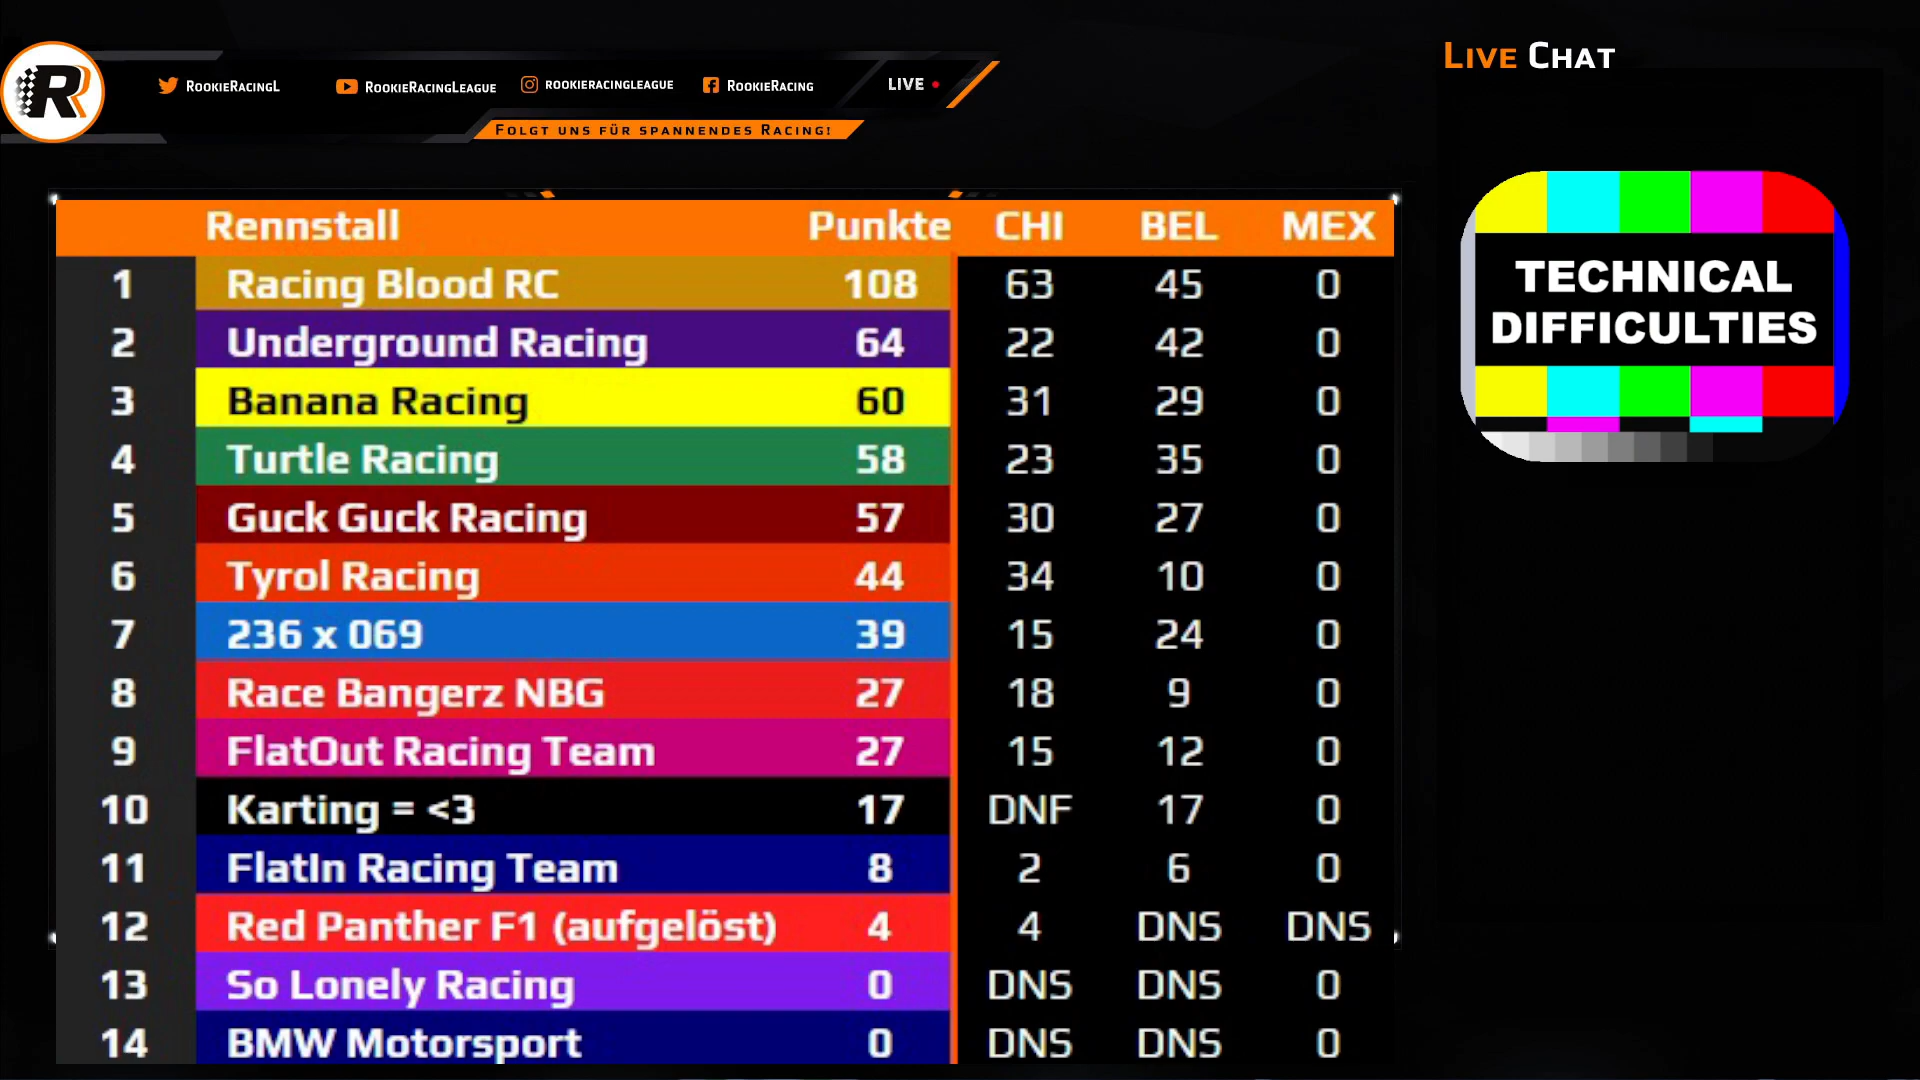 LIVE CHAT
R
ROOKIERACINGL ROOKIERACINGLEAGUE ROOKIERACINGLEAGUE ROOKIERACING LIVE
FOLGT UNS FÜR SPANNENDES RACING!
Rennstall Punkte CHI BEL MEX
1 Racing Blood RC 108 63 45 0
2 Underground Racing 64 22 42 0
3 Banana Racing 60 31 29 0
4 Turtle Racing 58 23 35 0
5 Guck Guck Racing 57 30 27 0
6 Tyrol Racing 44 34 10 0
7 236 x 069 39 15 24 0
8 Race Bangerz NBG 27 18 9 0
9 FlatOut Racing Team 27 15 12 0
10 Karting = <3 17 DNF 17 0
11 FlatIn Racing Team 8 2 6 0
12 Red Panther F1 (aufgelöst) 4 4 DNS DNS
13 So Lonely Racing 0 DNS DNS 0
14 BMW Motorsport 0 DNS DNS 0
TECHNICAL
DIFFICULTIES